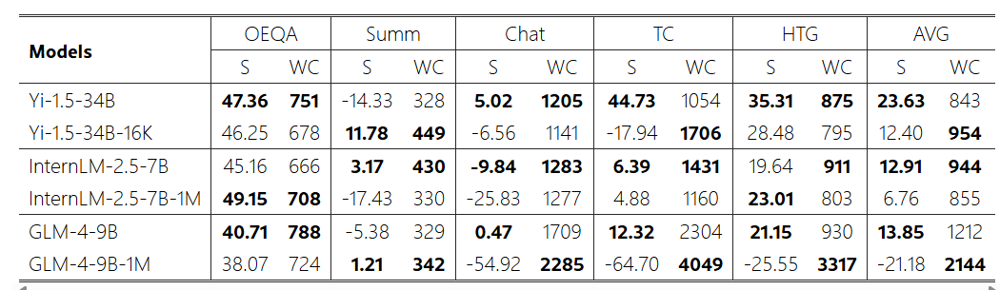 Models OEQA Summ Chat TC HTG AVG
S WC S WC S WC S WC S WC S WC
Yi-1.5-34B 47.36 751 -14.33 328 5.02 1205 44.73 1054 35.31 875 23.63 843
Yi-1.5-34B-16K 46.25 678 11.78 449 -6.56 1141 -17.94 1706 28.48 795 12.40 954
InternLM-2.5-7B 45.16 666 3.17 430 -9.84 1283 6.39 1431 19.64 911 12.91 944
InternLM-2.5-7B-1M 49.15 708 -17.43 330 -25.83 1277 4.88 1160 23.01 803 6.76 855
GLM-4-9B 40.71 788 -5.38 329 0.47 1709 12.32 2304 21.15 930 13.85 1212
GLM-4-9B-1M 38.07 724 1.21 342 -54.92 2285 -64.70 4049 -25.55 3317 -21.18 2144